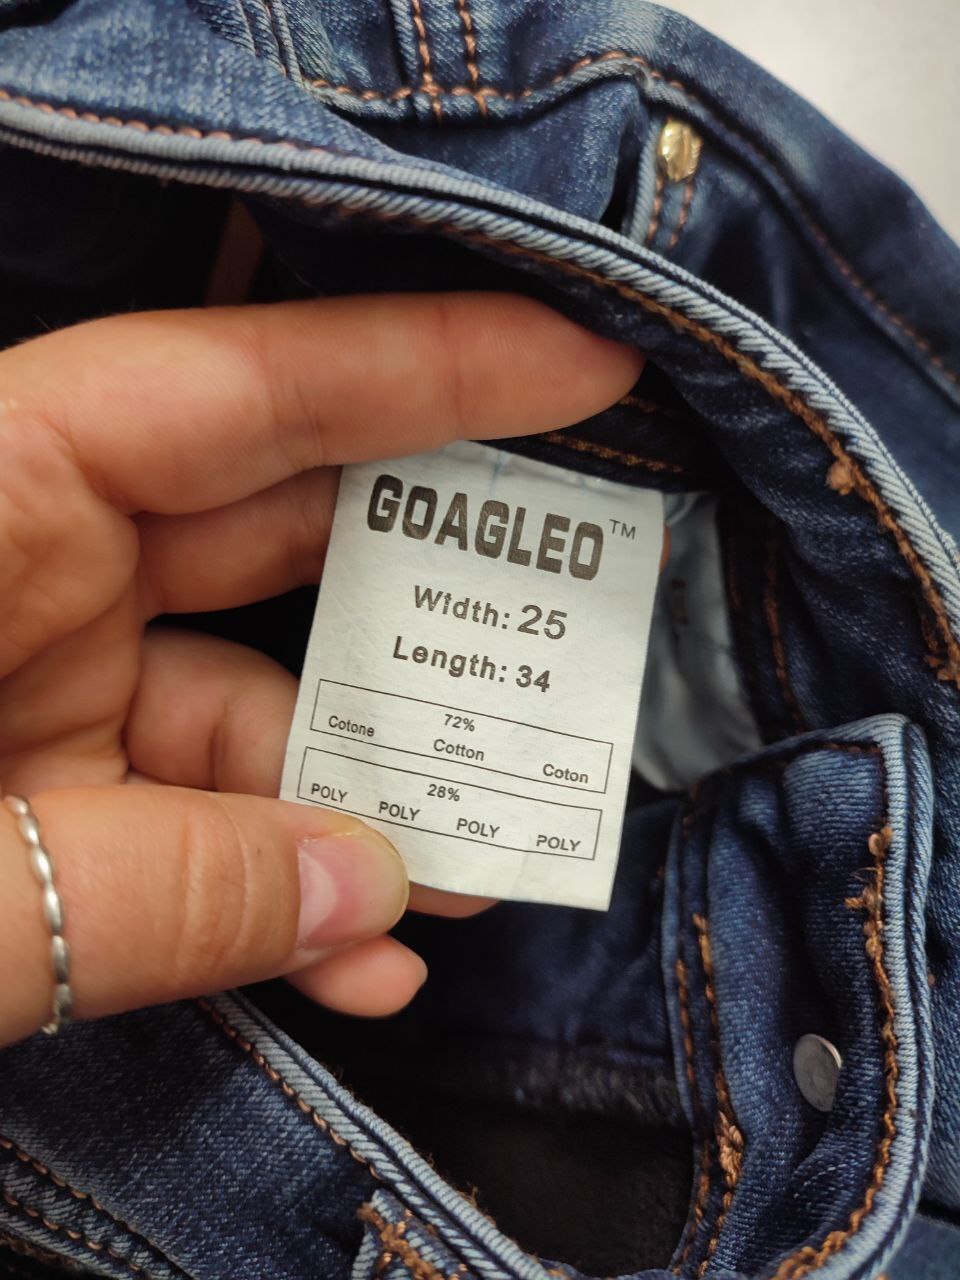 GOAGLEO™
Width: 25
Length: 34
72%
Cotone Cotton Coton
28%
POLY POLY POLY POLY